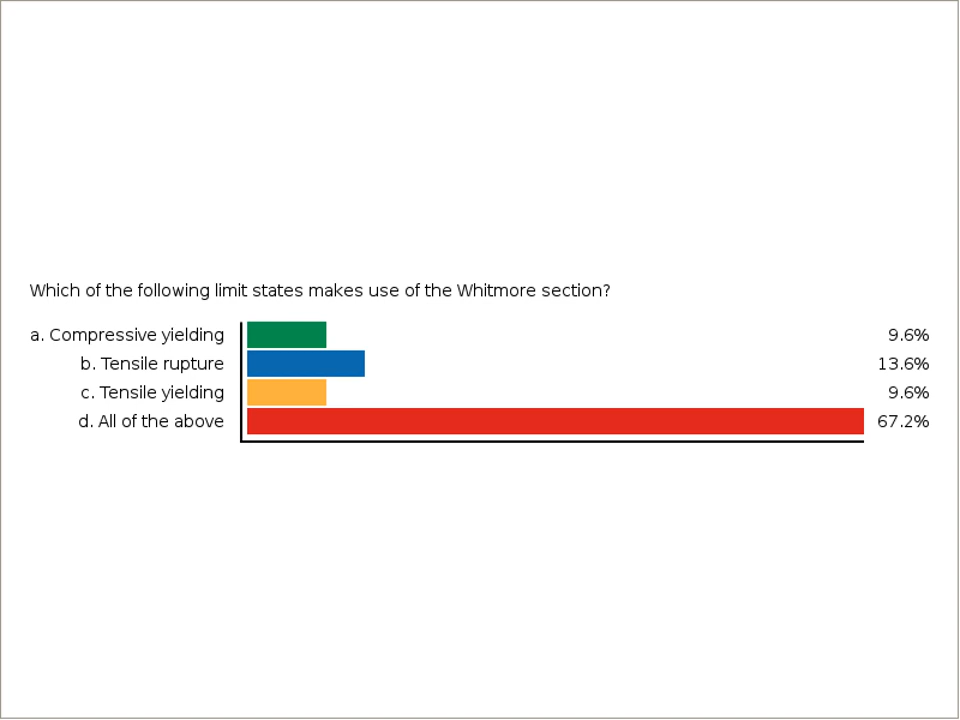 Which of the following limit states makes use of the Whitmore section?
a. Compressive yielding 9.6%
b. Tensile rupture 13.6%
c. Tensile yielding 9.6%
d. All of the above 67.2%